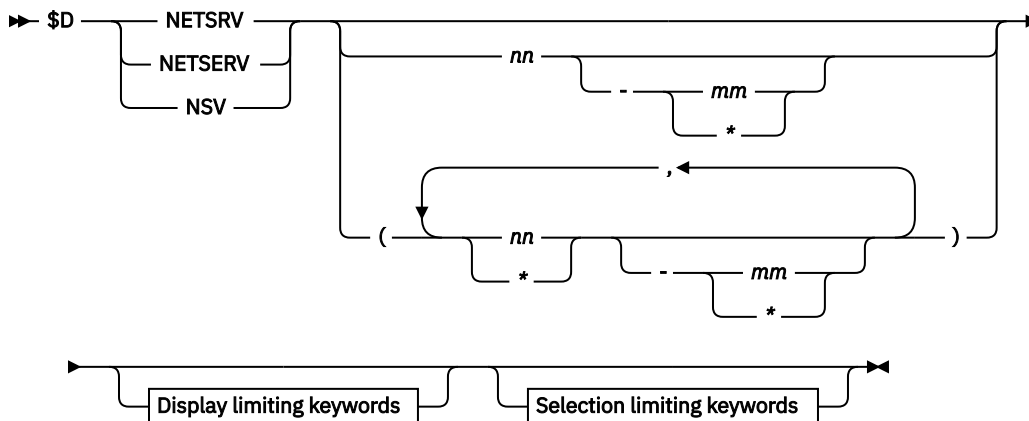 $D NETSRV
NETSERV
NSV
nn
- mm
*
,
( nn - mm )
* *
Display limiting keywords Selection limiting keywords